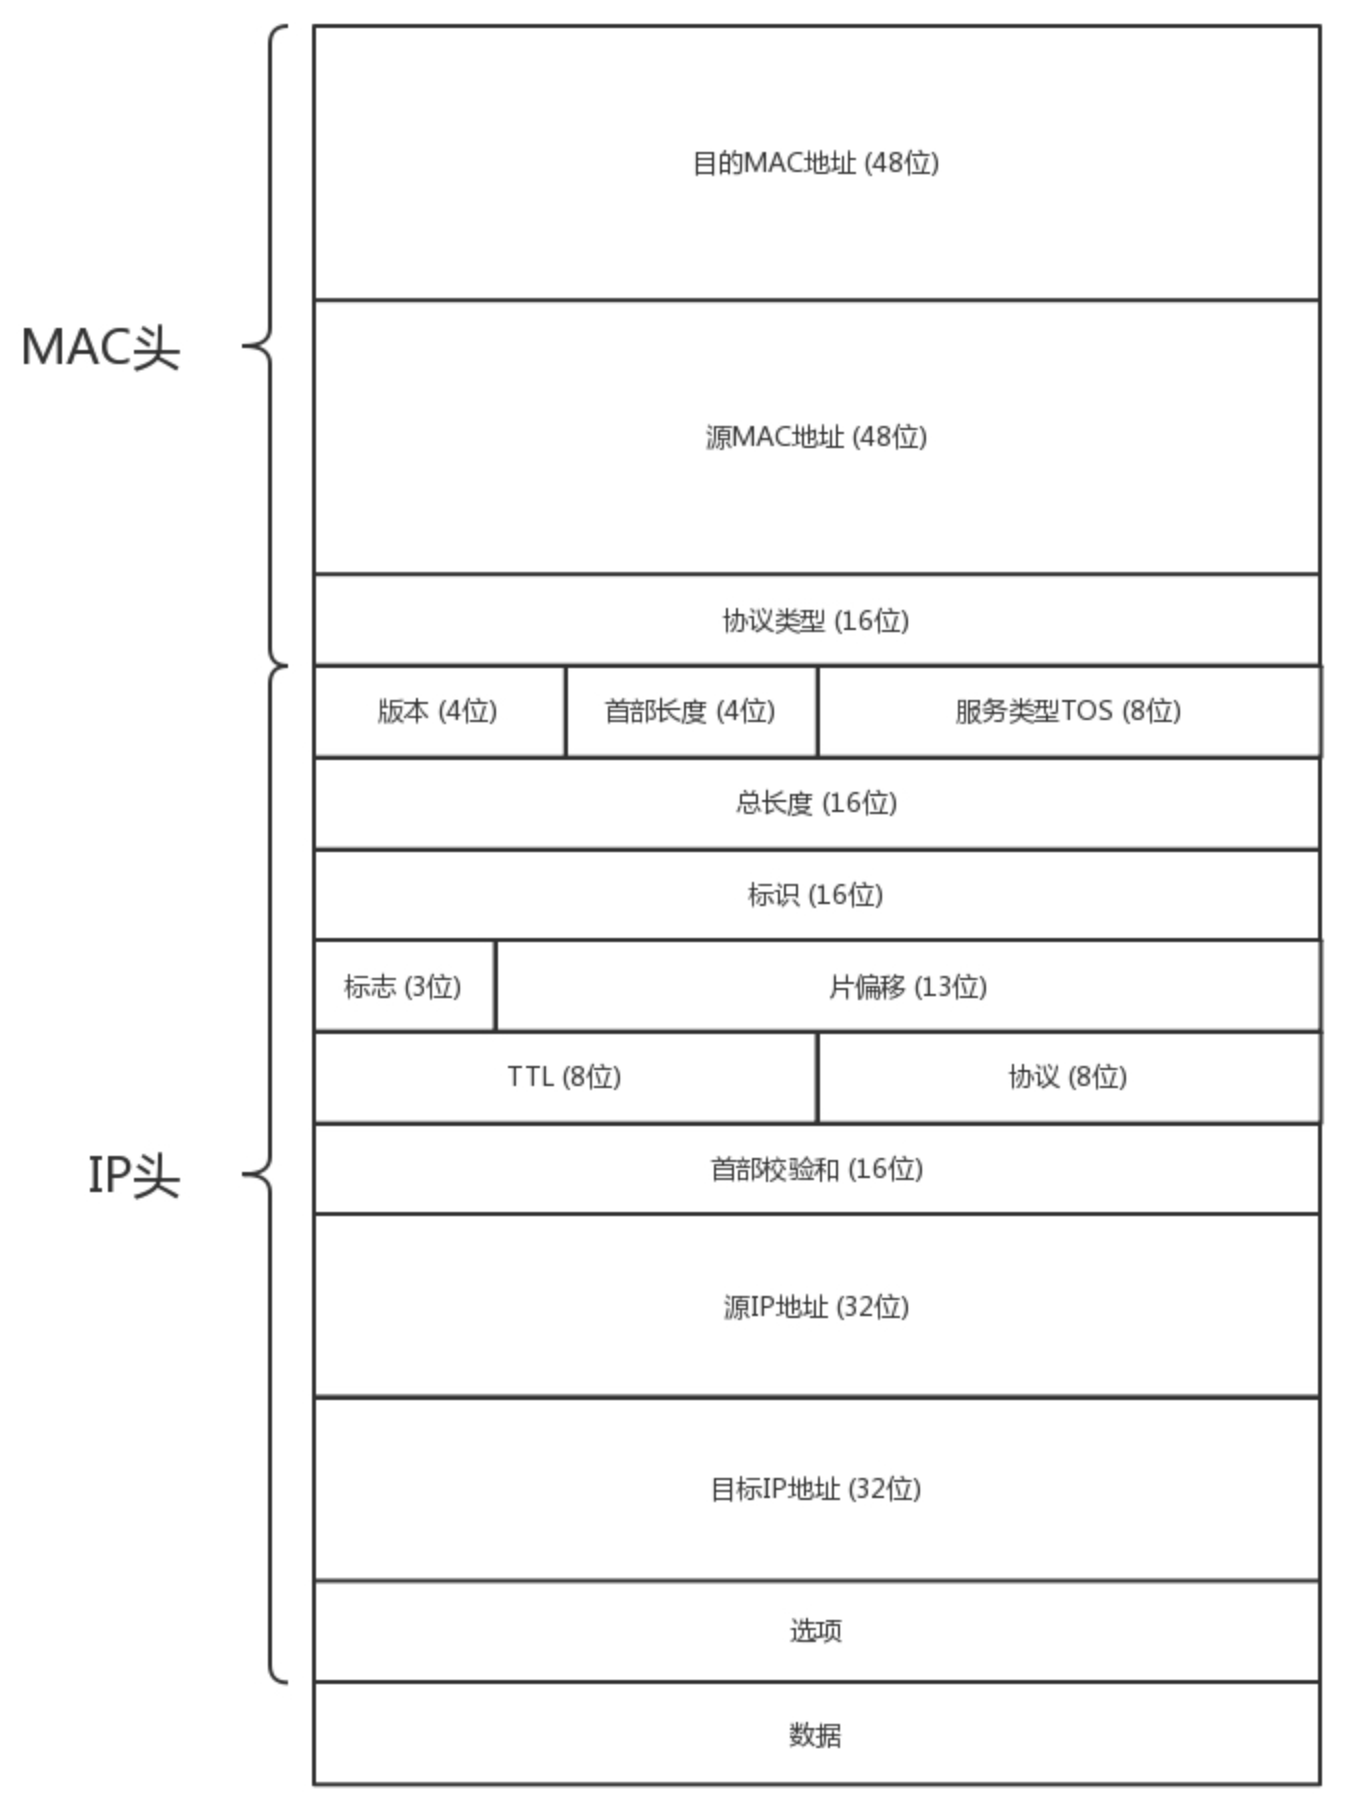 目的MAC地址 (48位)
MAC头
源MAC地址 (48位)
协议类型 (16位)
版本 (4位) 首部长度 (4位) 服务类型TOS (8位)
总长度 (16位)
标识 (16位)
标志 (3位) 片偏移 (13位)
TTL (8位) 协议 (8位)
IP头
首部校验和 (16位)
源IP地址 (32位)
目标IP地址 (32位)
选项
数据